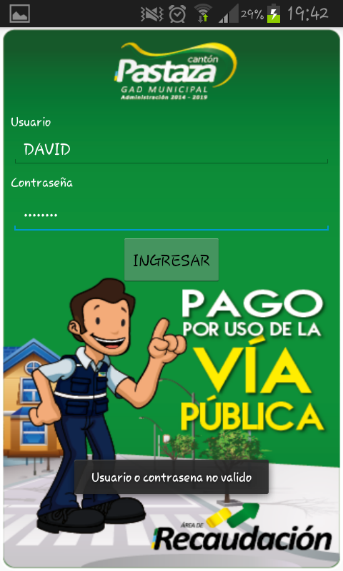 29% 19:42
cantón
Pastaza
GAD MUNICIPAL
Administración 2014 - 2019
Usuario
DAVID
Contraseña
........
INGRESAR
PAGO
POR USO DE LA
VÍA
PÚBLICA
Usuario o contrasena no valido
ÁREA DE
Recaudación